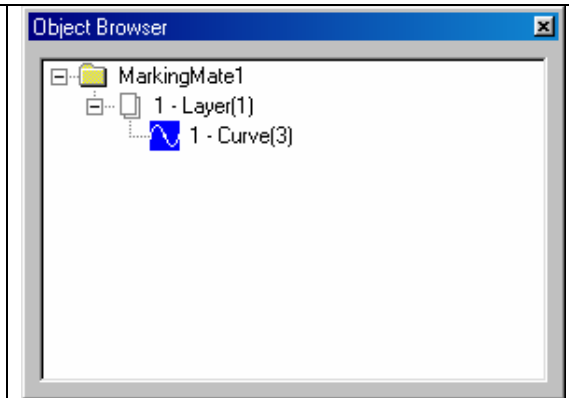 Object Browser
MarkingMate1
1 - Layer(1)
1 - Curve(3)